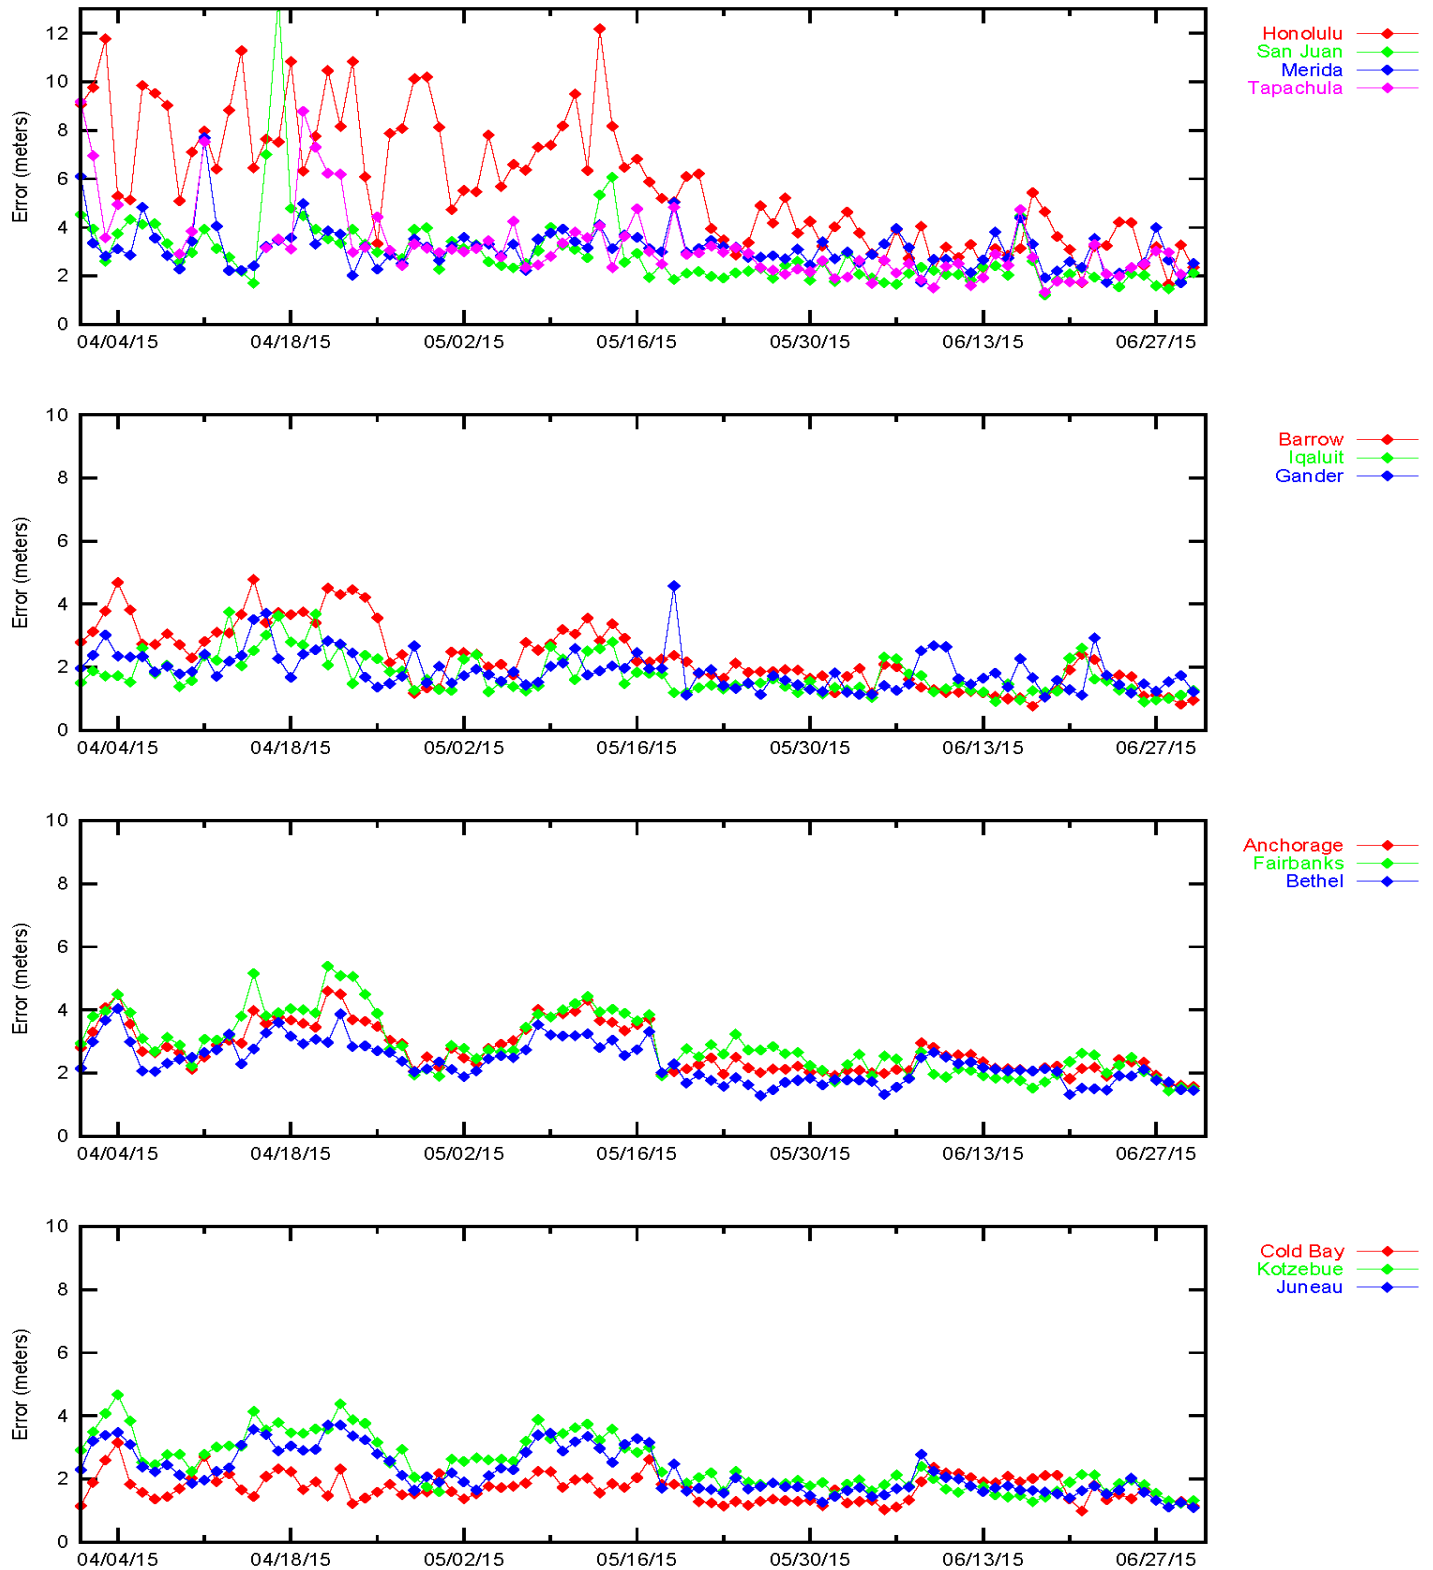 12
10
8
6
4
2
0
Error (meters)
04/04/15 04/18/15 05/02/15 05/16/15 05/30/15 06/13/15 06/27/15
Honolulu
San Juan
Merida
Tapachula
10
8
6
4
2
0
Error (meters)
04/04/15 04/18/15 05/02/15 05/16/15 05/30/15 06/13/15 06/27/15
Barrow
Iqaluit
Gander
10
8
6
4
2
0
Error (meters)
04/04/15 04/18/15 05/02/15 05/16/15 05/30/15 06/13/15 06/27/15
Anchorage
Fairbanks
Bethel
10
8
6
4
2
0
Error (meters)
04/04/15 04/18/15 05/02/15 05/16/15 05/30/15 06/13/15 06/27/15
Cold Bay
Kotzebue
Juneau